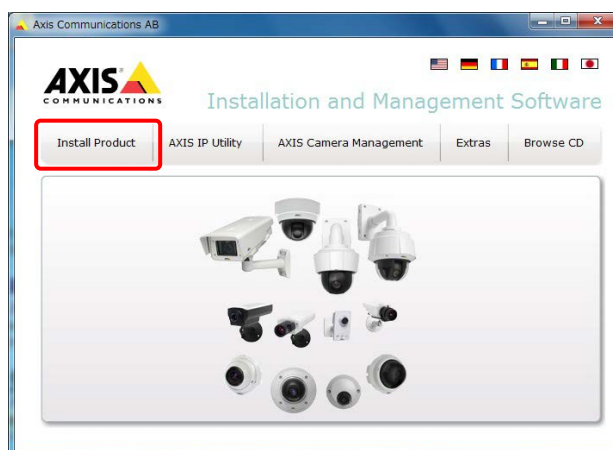 Axis Communications AB
AXIS
COMMUNICATIONS
Installation and Management Software
Install Product AXIS IP Utility AXIS Camera Management Extras Browse CD